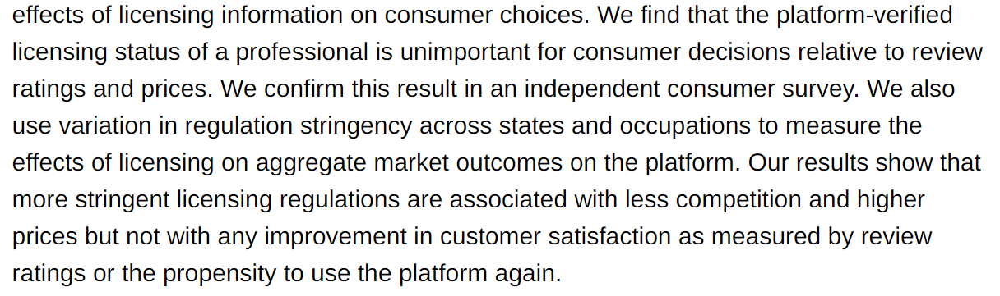 effects of licensing information on consumer choices. We find that the platform-verified
licensing status of a professional is unimportant for consumer decisions relative to review
ratings and prices. We confirm this result in an independent consumer survey. We also
use variation in regulation stringency across states and occupations to measure the
effects of licensing on aggregate market outcomes on the platform. Our results show that
more stringent licensing regulations are associated with less competition and higher
prices but not with any improvement in customer satisfaction as measured by review
ratings or the propensity to use the platform again.